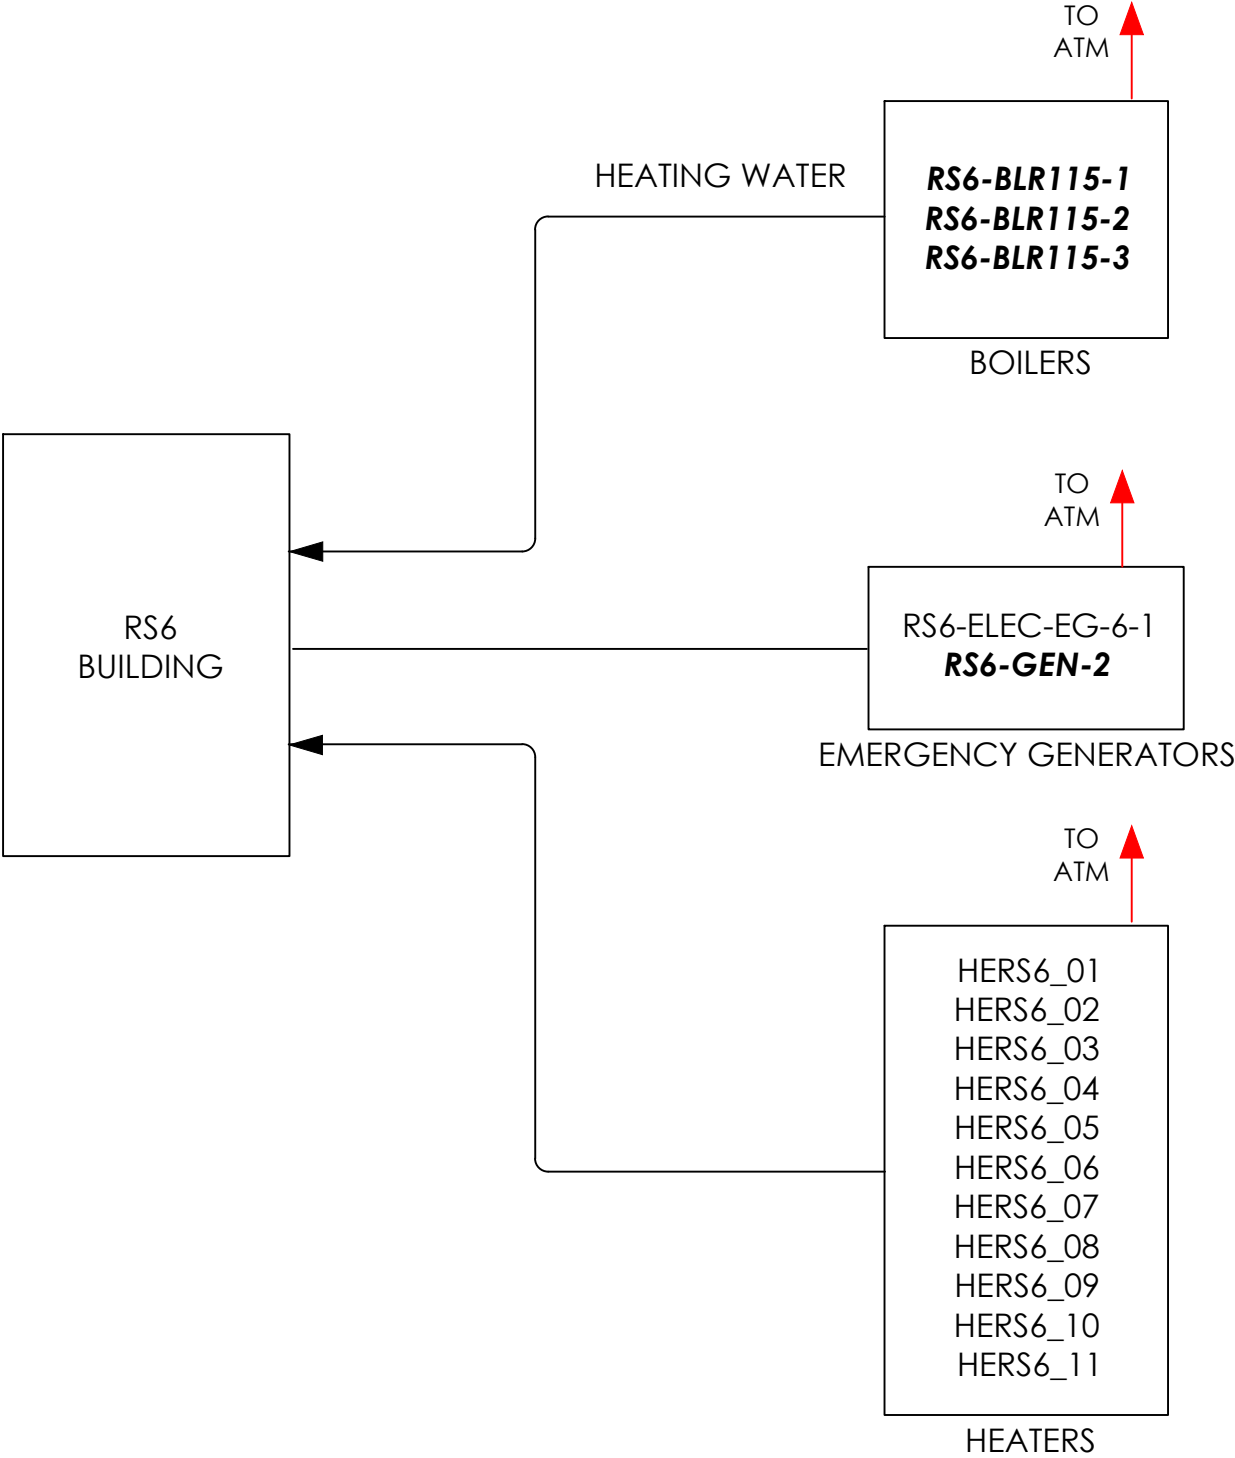 TO
ATM
HEATING WATER
RS6-BLR115-1
RS6-BLR115-2
RS6-BLR115-3
BOILERS
RS6
BUILDING
TO
ATM
RS6-ELEC-EG-6-1
RS6-GEN-2
EMERGENCY GENERATORS
TO
ATM
HERS6_01
HERS6_02
HERS6_03
HERS6_04
HERS6_05
HERS6_06
HERS6_07
HERS6_08
HERS6_09
HERS6_10
HERS6_11
HEATERS